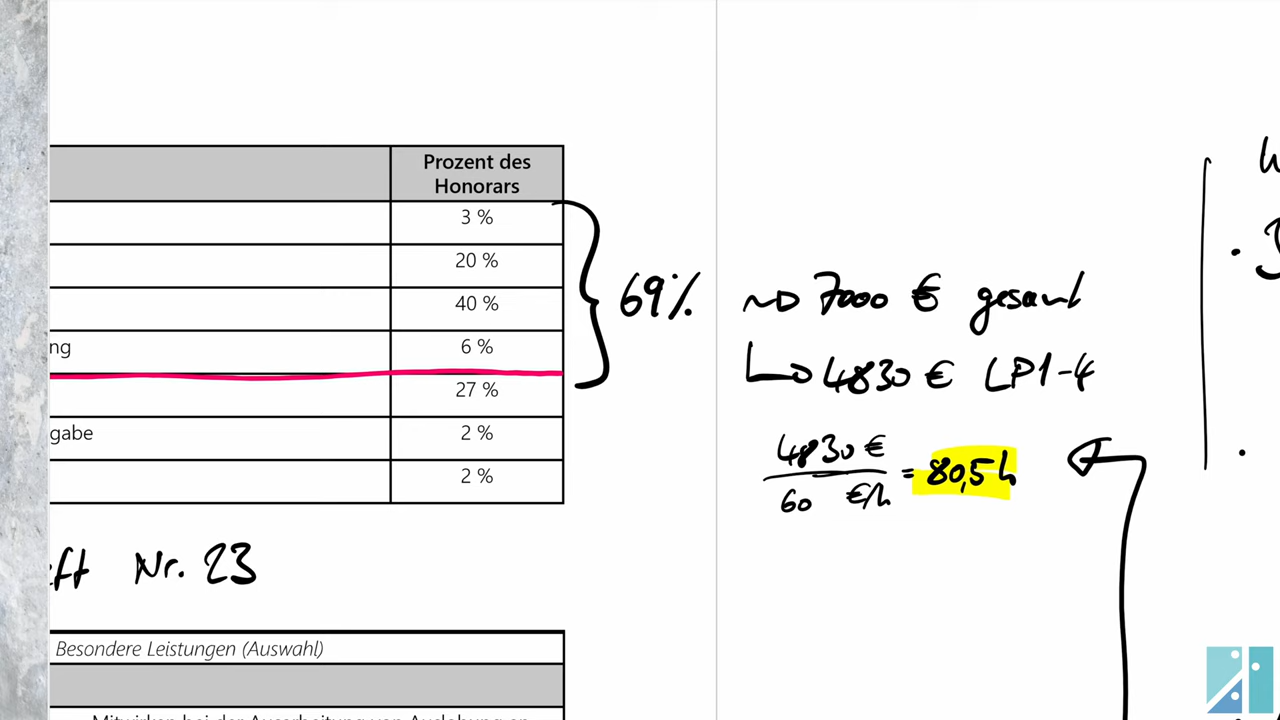 Prozent des
Honorars
3 %
20 %
40 %
ng
6 %
27 %
gabe
2 %
2 %
69%
7000 € gesamt
4830 € LP1-4
4830 €
60 €/h
= 80,5 h
Nr. 23
Besondere Leistungen (Auswahl)